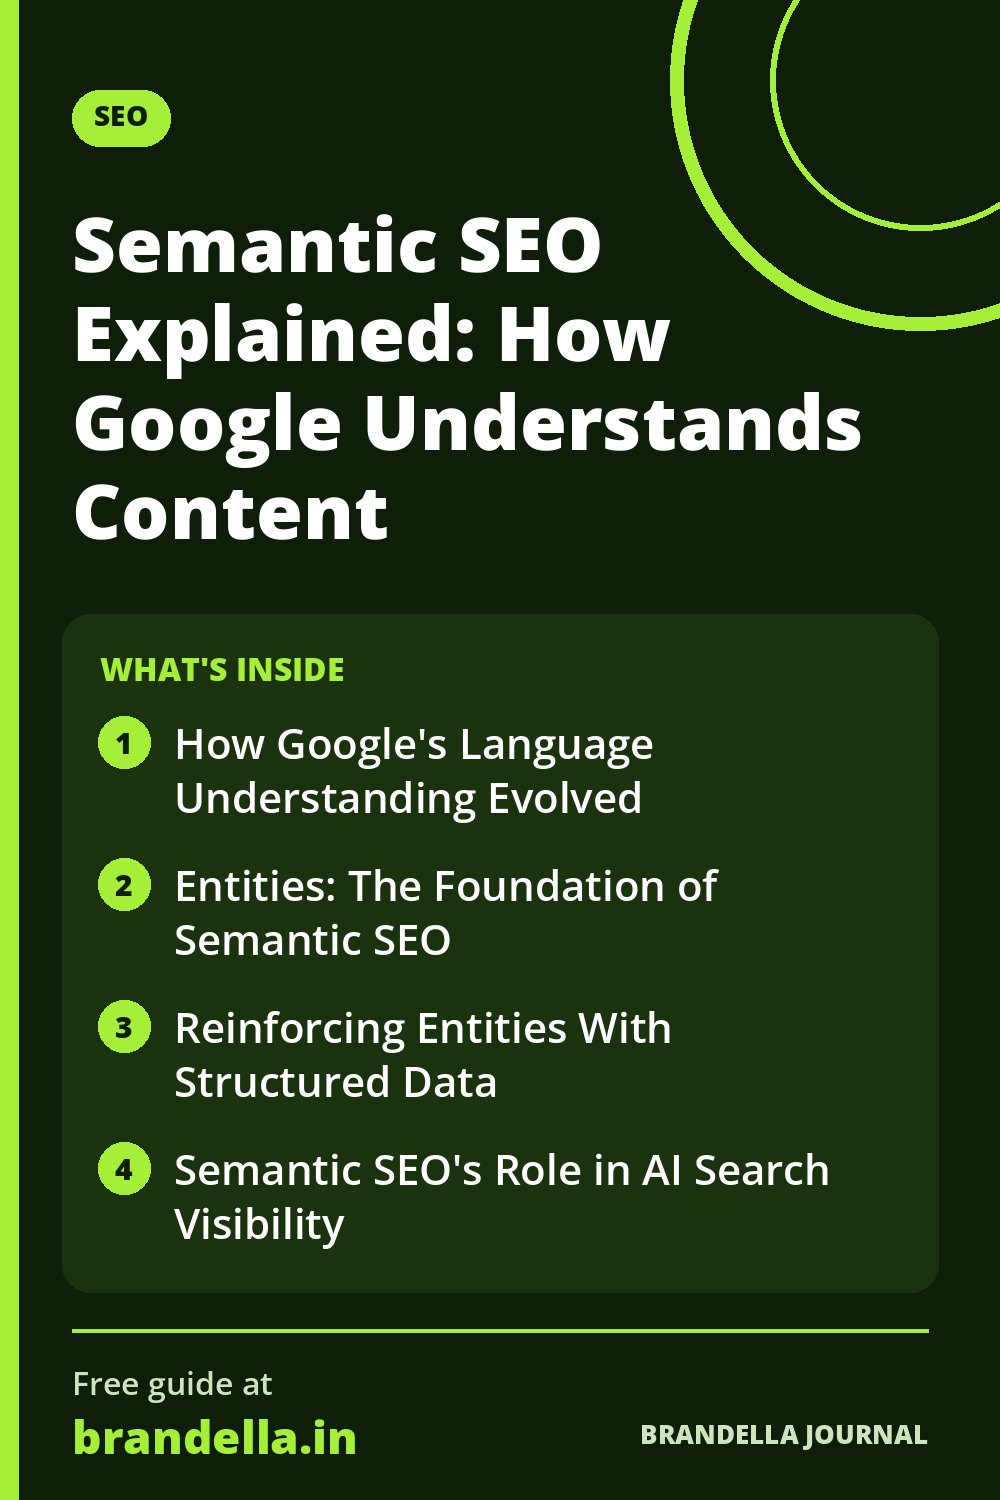 SEO
Semantic SEO
Explained: How
Google Understands
Content
WHAT'S INSIDE
1 How Google's Language
Understanding Evolved
2 Entities: The Foundation of
Semantic SEO
3 Reinforcing Entities With
Structured Data
4 Semantic SEO's Role in AI Search
Visibility
Free guide at
brandella.in
BRANDELLA JOURNAL